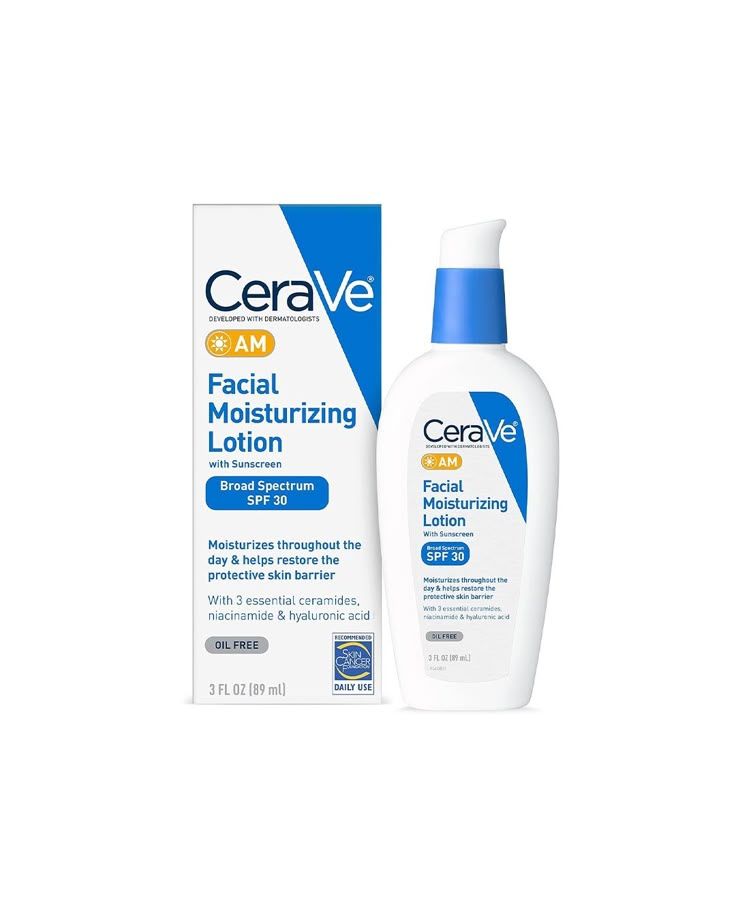 CeraVe®
DEVELOPED WITH DERMATOLOGISTS
AM
Facial
Moisturizing
Lotion
with Sunscreen
Broad Spectrum
SPF 30
Moisturizes throughout the
day & helps restore the
protective skin barrier
With 3 essential ceramides,
niacinamide & hyaluronic acid
OIL FREE
3 FL OZ (89 ml)
RECOMMENDED
SKIN
CANCER
FOUNDATION
DAILY USE
CeraVe®
DEVELOPED WITH DERMATOLOGISTS
AM
Facial
Moisturizing
Lotion
With Sunscreen
Broad Spectrum
SPF 30
Moisturizes throughout the
day & helps restore the
protective skin barrier
With 3 essential ceramides,
niacinamide & hyaluronic acid
OIL FREE
3 FL OZ (89 mL)